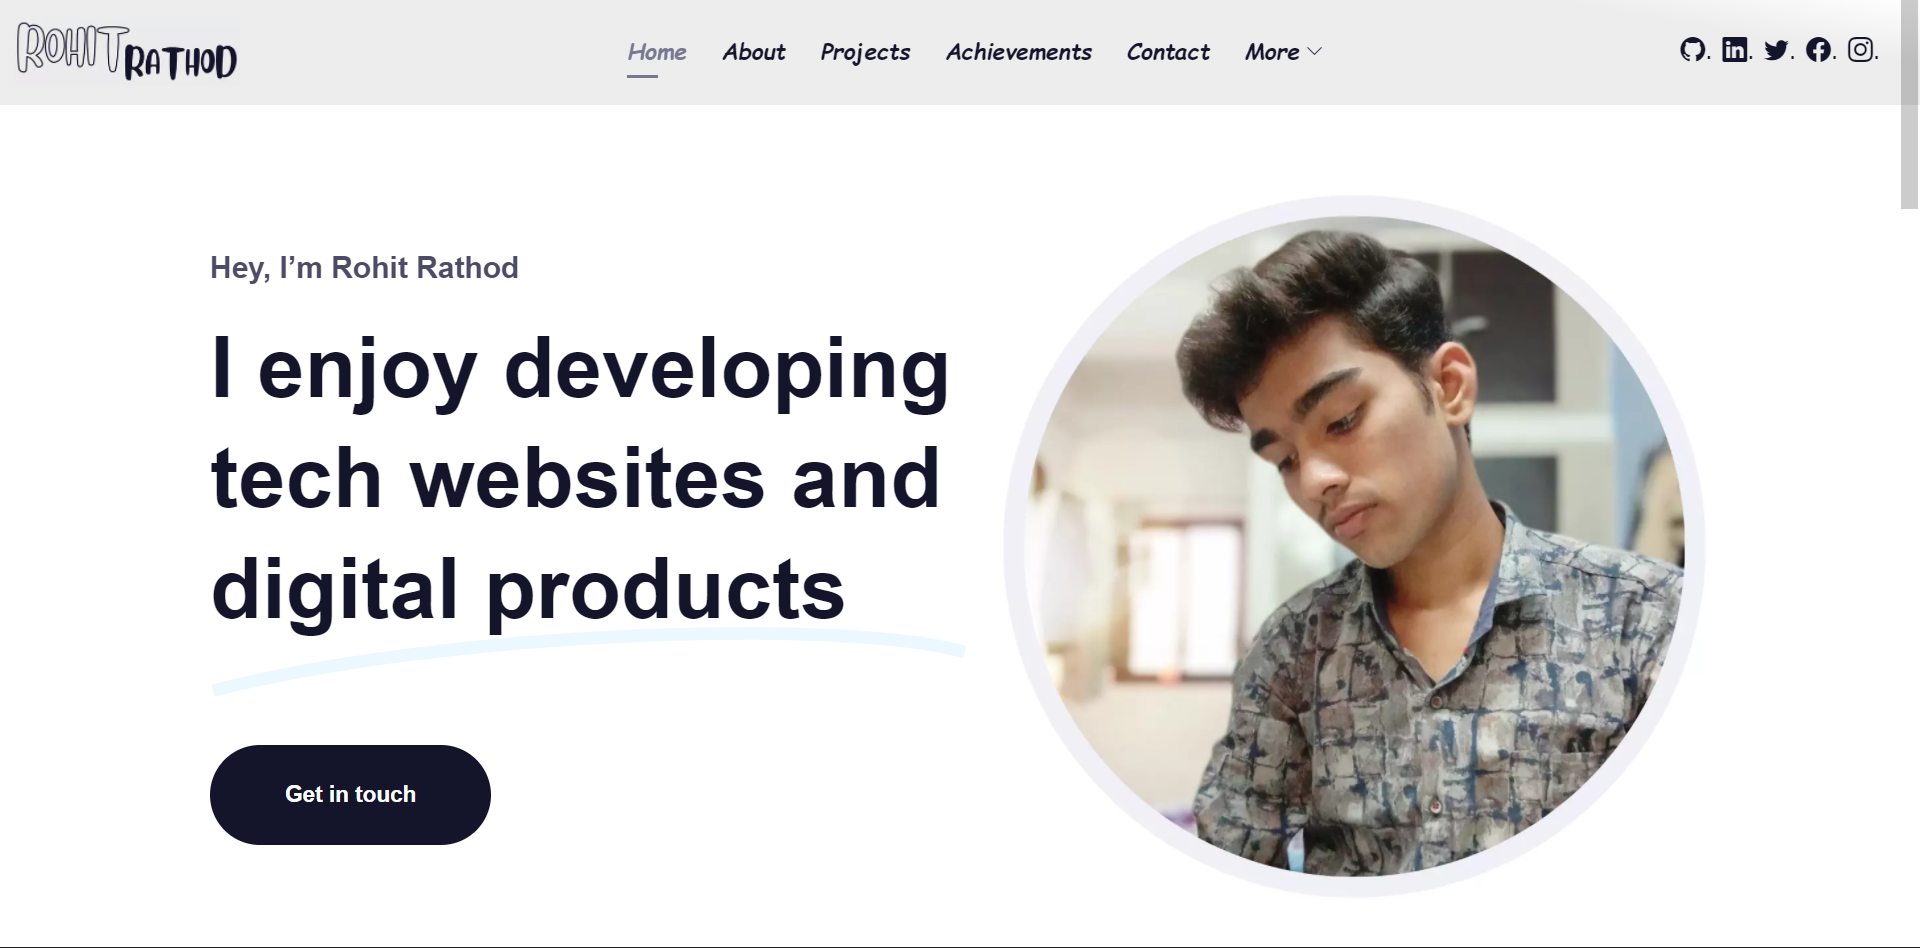 ROHIT RATHOD
Home About Projects Achievements Contact More
Hey, I’m Rohit Rathod
I enjoy developing
tech websites and
digital products
Get in touch